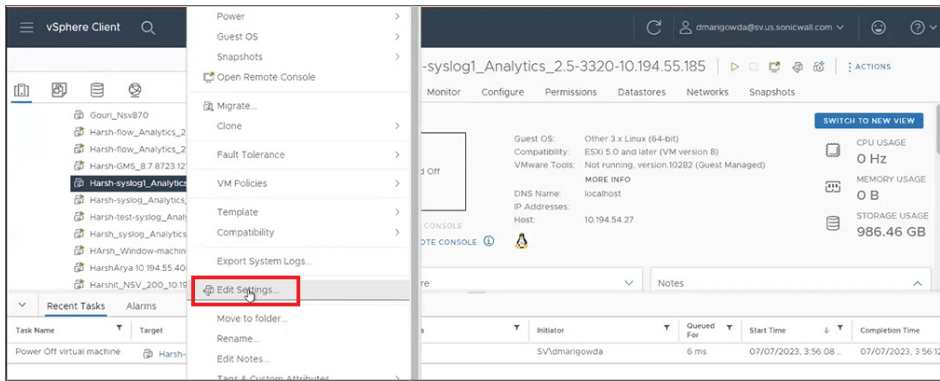 vSphere Client
dmarigowda@sv.us.sonicwall.com
Gouri_Nsv870
Harsh-flow_Analytics_2
Harsh-GMS_8.7.8723.12
Harsh-syslog1_Analytics
Harsh-syslog_Analytics_
Harsh-test-syslog_Analy
Harsh_syslog_Analytics
HArsh_Window-machin
HarshArya 10.194.55.40
Harshit_NSV_200_10.19
Power
Guest OS
Snapshots
Open Remote Console
Migrate...
Clone
Fault Tolerance
VM Policies
Template
Compatibility
Export System Logs...
Edit Settings...
Move to folder...
Rename...
Edit Notes...
Tags & Custom Attributes
-syslog1_Analytics_2.5-3320-10.194.55.185
ACTIONS
Monitor Configure Permissions Datastores Networks Snapshots
SWITCH TO NEW VIEW
d Off
CONSOLE
OTE CONSOLE
Guest OS: Other 3.x Linux (64-bit)
Compatibility: ESXi 5.0 and later (VM version 8)
VMware Tools: Not running, version:10282 (Guest Managed)
MORE INFO
DNS Name: localhost
IP Addresses:
Host: 10.194.54.27
CPU USAGE
0 Hz
MEMORY USAGE
0 B
STORAGE USAGE
986.46 GB
re
Notes
Recent Tasks Alarms
Task Name Target s Initiator Queued For Start Time Completion Time
Power Off virtual machine Harsh- SV\dmarigowda 6 ms 07/07/2023, 3:56:08 ... 07/07/2023, 3:56:12